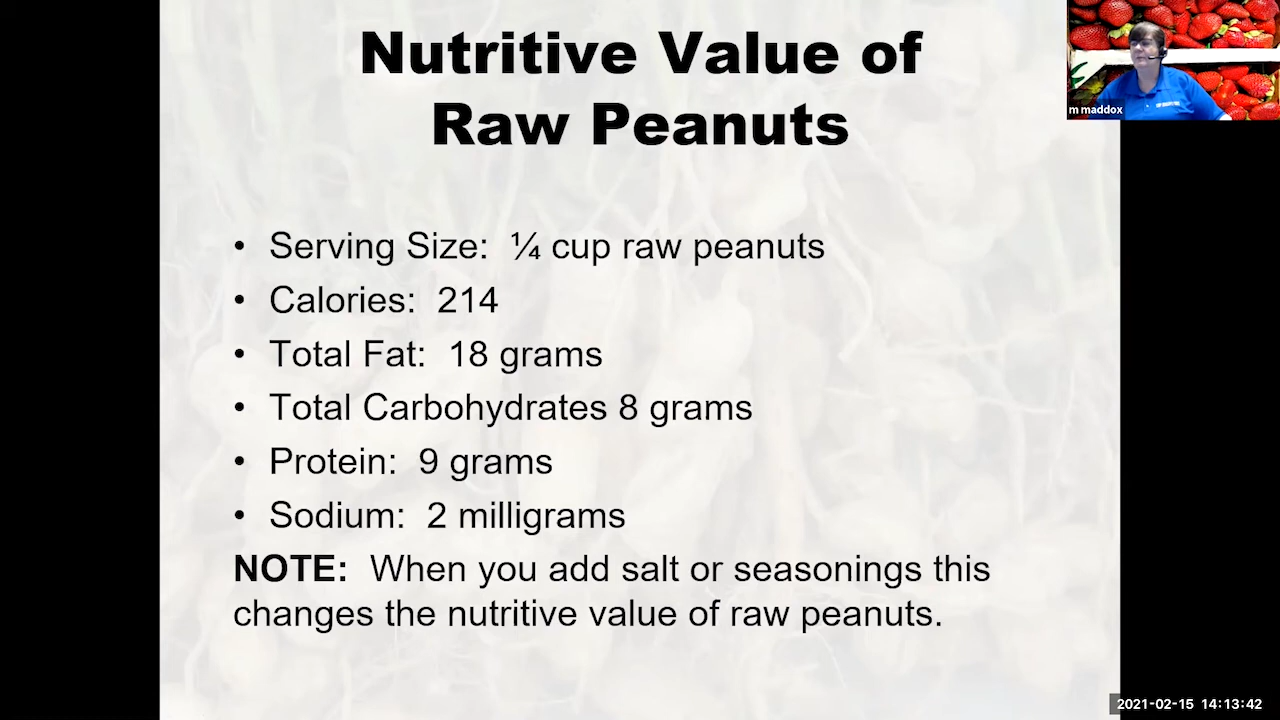 Nutritive Value of
Raw Peanuts
• Serving Size: ¼ cup raw peanuts
• Calories: 214
• Total Fat: 18 grams
• Total Carbohydrates 8 grams
• Protein: 9 grams
• Sodium: 2 milligrams
NOTE: When you add salt or seasonings this
changes the nutritive value of raw peanuts.
m maddox
2021-02-15 14:13:42